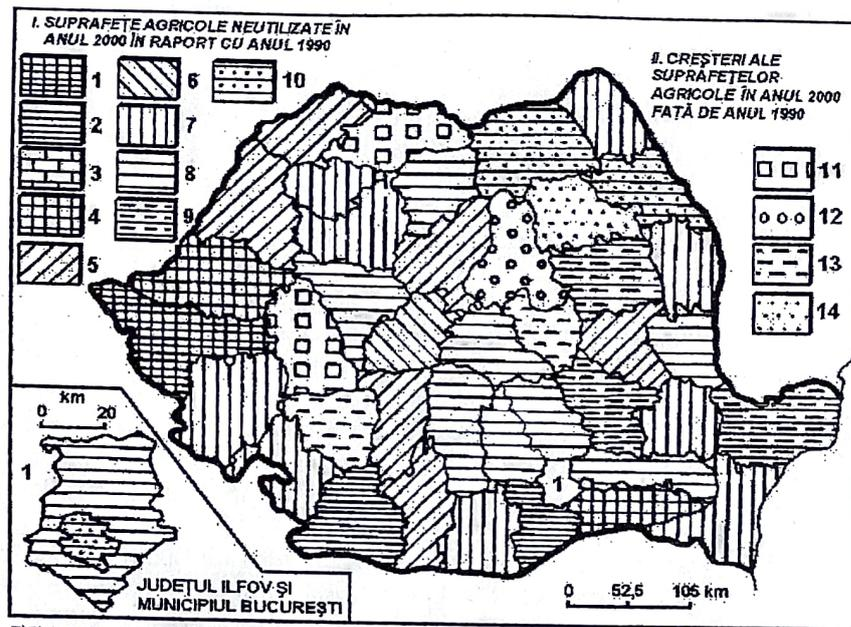 I. SUPRAFEȚE AGRICOLE NEUTILIZATE ÎN
ANUL 2000 ÎN RAPORT CU ANUL 1990
1
2
3
4
5
6
7
8
9
10
II. CREȘTERI ALE
SUPRAFEȚELOR
AGRICOLE ÎN ANUL 2000
FAȚĂ DE ANUL 1990
11
12
13
14
km
0 20
1
JUDEȚUL ILFOV ȘI
MUNICIPIUL BUCUREȘTI
1
0 52,5 105 km